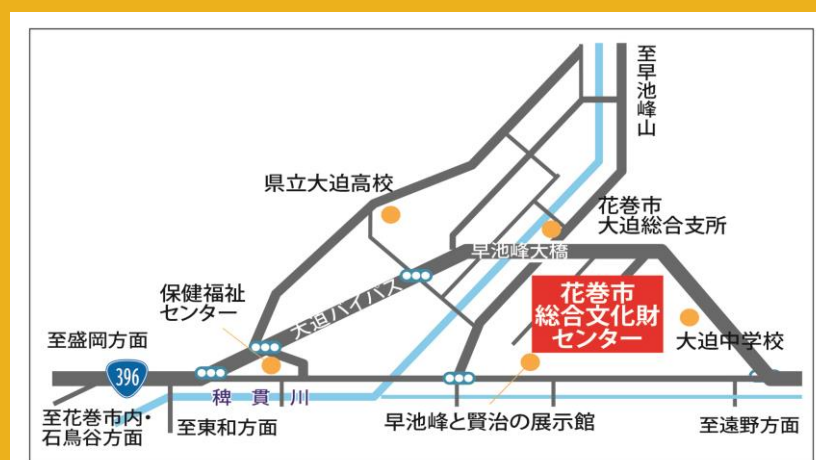 至早池峰山
県立大迫高校
花巻市
大迫総合支所
早池峰大橋
保健福祉
センター
大迫バイパス
花巻市
総合文化財
センター
至盛岡方面
大迫中学校
396
稗貫川
至花巻市内・
石鳥谷方面
至東和方面
早池峰と賢治の展示館
至遠野方面